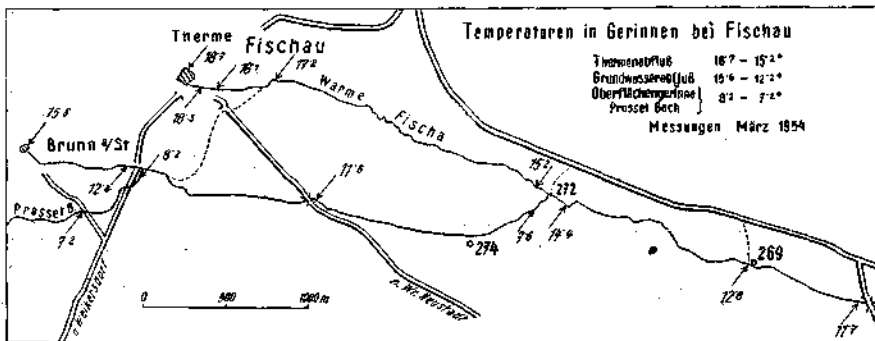 Temperaturen in Gerinnen bei Fischau
Thermenabfluß 18·7 – 15·2°
Grundwasserabfluß 15·6 – 12·2°
Oberflächengerinne
Prosset Bach } 8·2 – 7·2°
Messungen März 1954
Therme
18·7
Fischau
16·7
17·2
18·5
Warme
Fischa
15·6
Brunn a/St
8·2
12·6
Prosset B.
7·2
11·6
15·2
272
7·6
14·4
274
269
12·8
11·7
0 500 1000 m
n. Weikersdorf
n. Wr. Neustadt